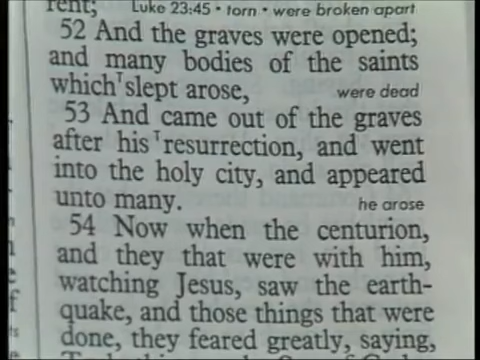 rent; Luke 23:45 • torn • were broken apart
52 And the graves were opened;
and many bodies of the saints
which ᵀslept arose, were dead
53 And came out of the graves
after his ᵀresurrection, and went
into the holy city, and appeared
unto many. he arose
54 Now when the centurion,
and they that were with him,
watching Jesus, saw the earth-
quake, and those things that were
done, they feared greatly, saying,